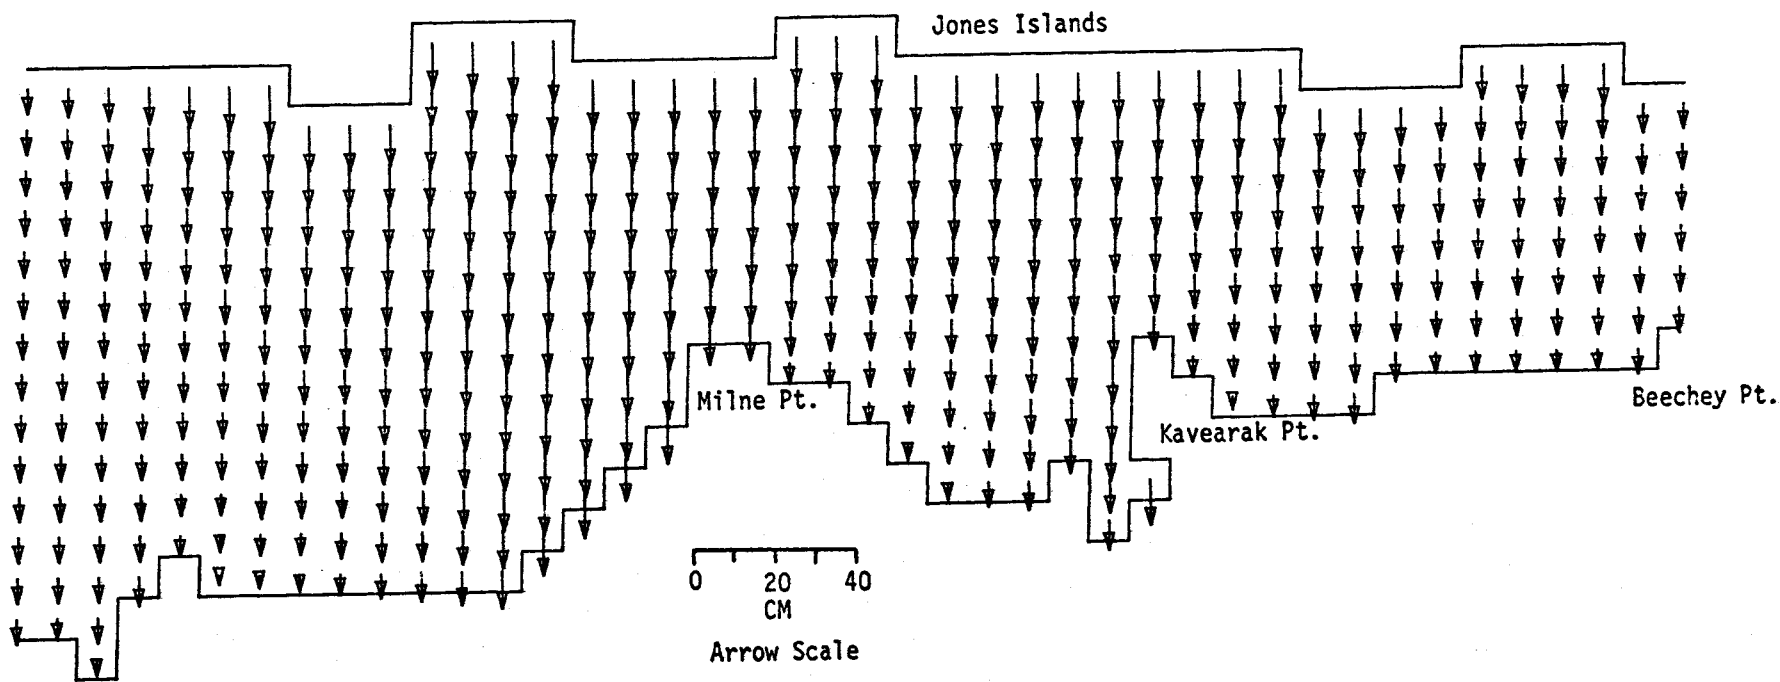 Jones Islands
Milne Pt.
Beechey Pt.
Kavearak Pt.
0 20 40
CM
Arrow Scale